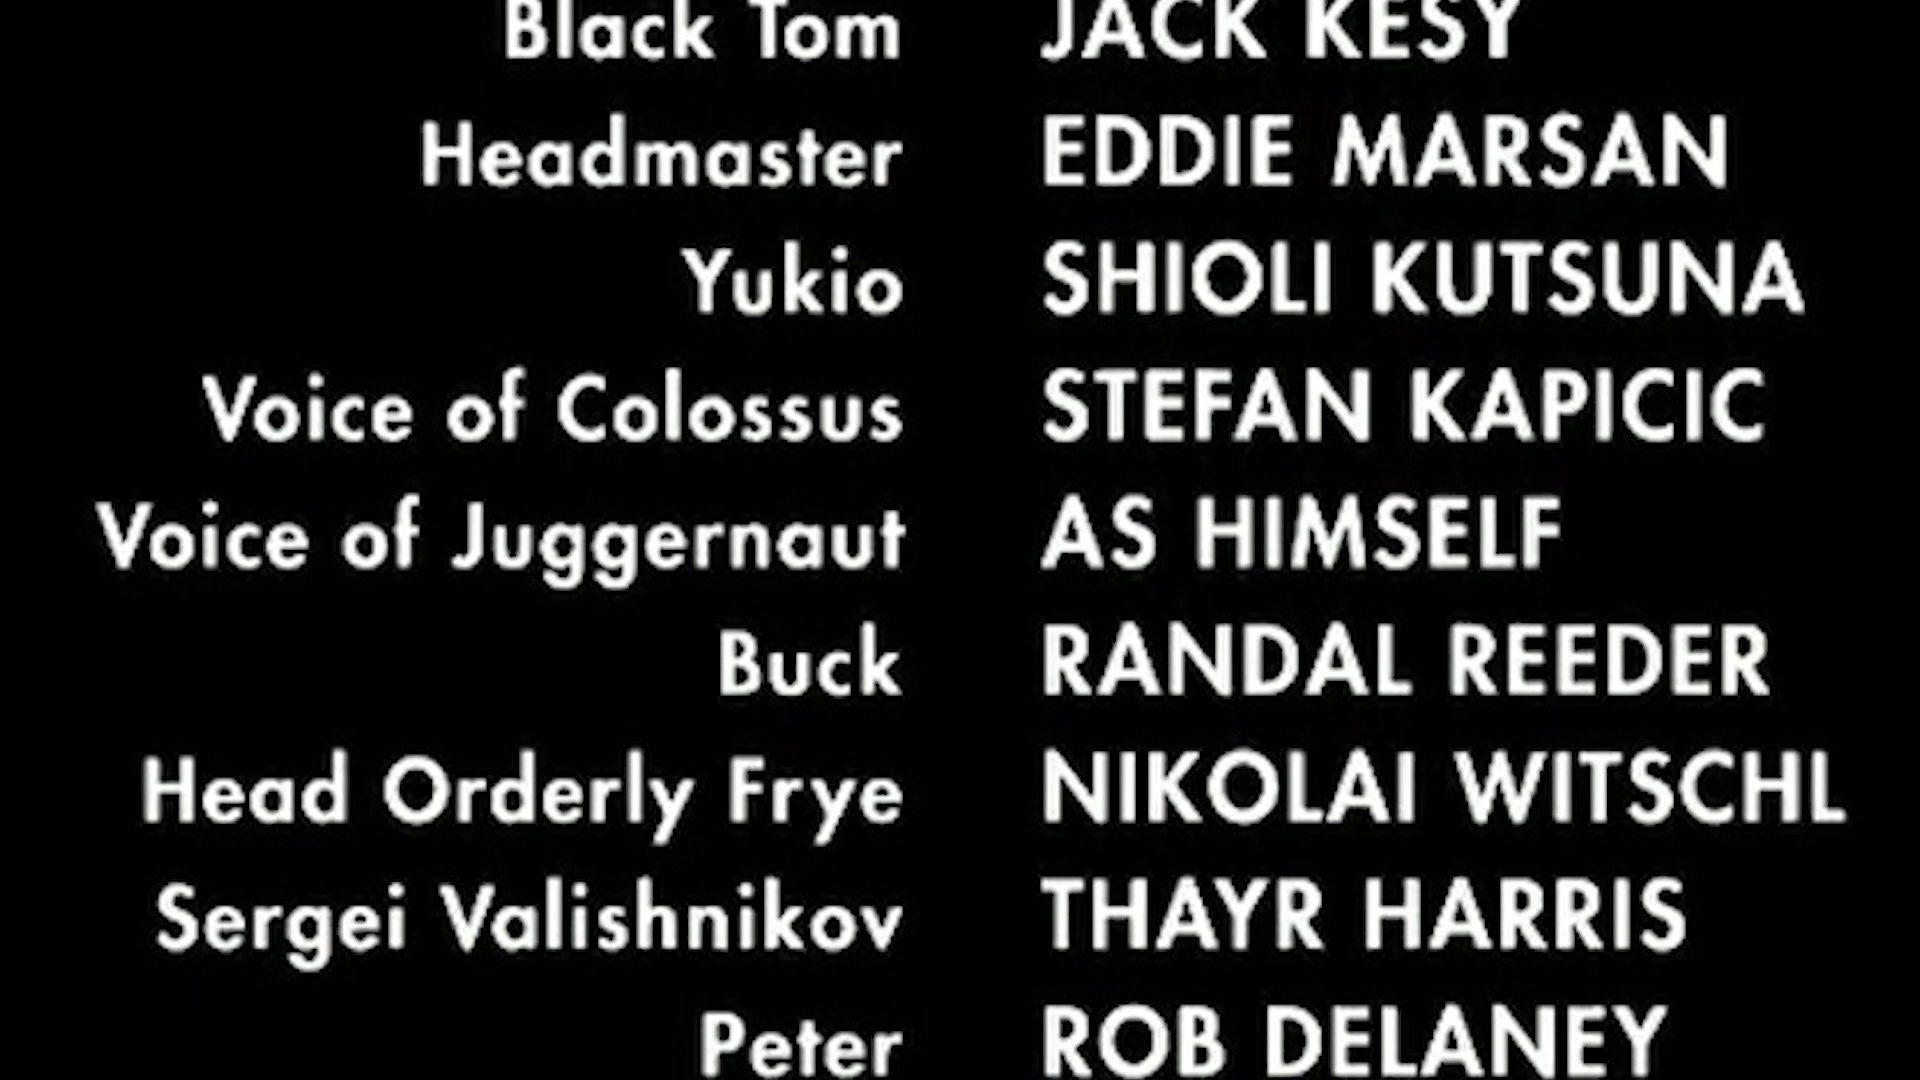 Black Tom JACK KESY
Headmaster EDDIE MARSAN
Yukio SHIOLI KUTSUNA
Voice of Colossus STEFAN KAPICIC
Voice of Juggernaut AS HIMSELF
Buck RANDAL REEDER
Head Orderly Frye NIKOLAI WITSCHL
Sergei Valishnikov THAYR HARRIS
Peter ROB DELANEY